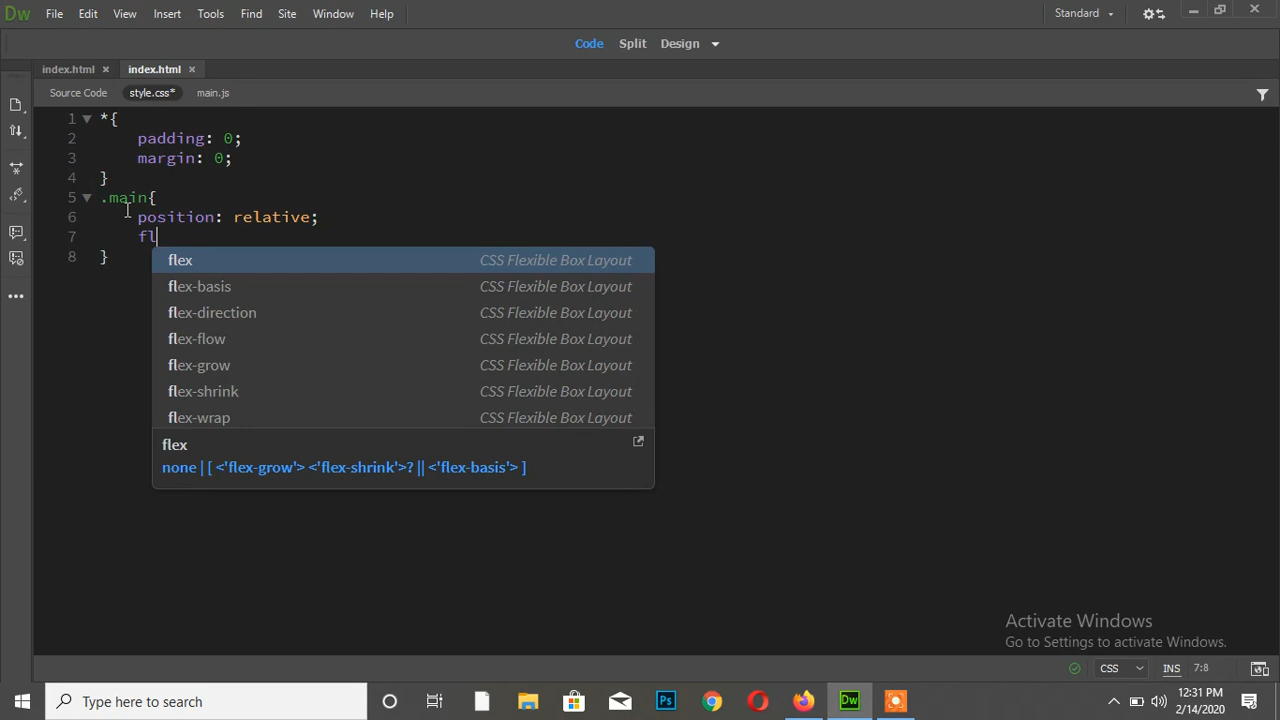 Dw File Edit View Insert Tools Find Site Window Help Standard
Code Split Design
index.html index.html
Source Code style.css* main.js
1 *{
2 padding: 0;
3 margin: 0;
4 }
5 .main{
6 position: relative;
7 fl
8 }
flex CSS Flexible Box Layout
flex-basis CSS Flexible Box Layout
flex-direction CSS Flexible Box Layout
flex-flow CSS Flexible Box Layout
flex-grow CSS Flexible Box Layout
flex-shrink CSS Flexible Box Layout
flex-wrap CSS Flexible Box Layout
flex
none | [ <'flex-grow'> <'flex-shrink'>? || <'flex-basis'> ]
Activate Windows
Go to Settings to activate Windows.
CSS INS 7:8
Type here to search Ps Dw 12:31 PM
2/14/2020